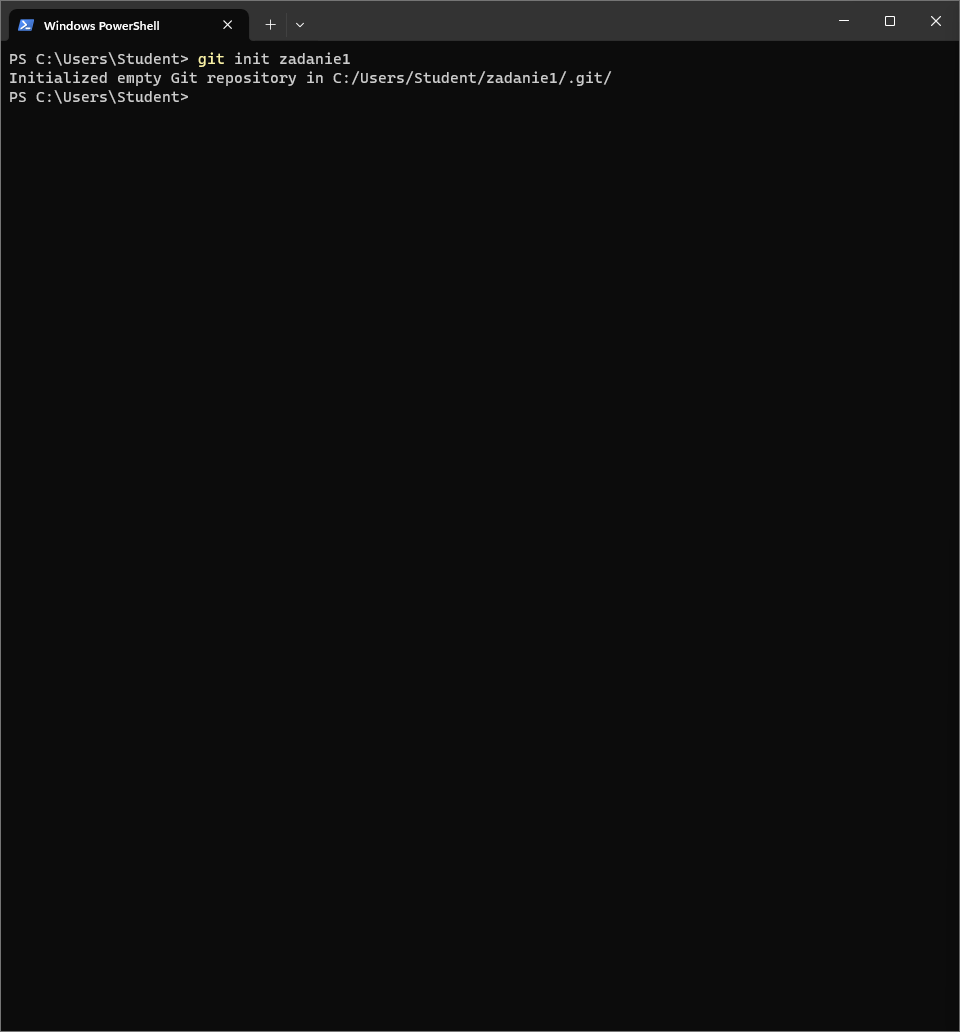 Windows PowerShell
PS C:\Users\Student> git init zadanie1
Initialized empty Git repository in C:/Users/Student/zadanie1/.git/
PS C:\Users\Student>